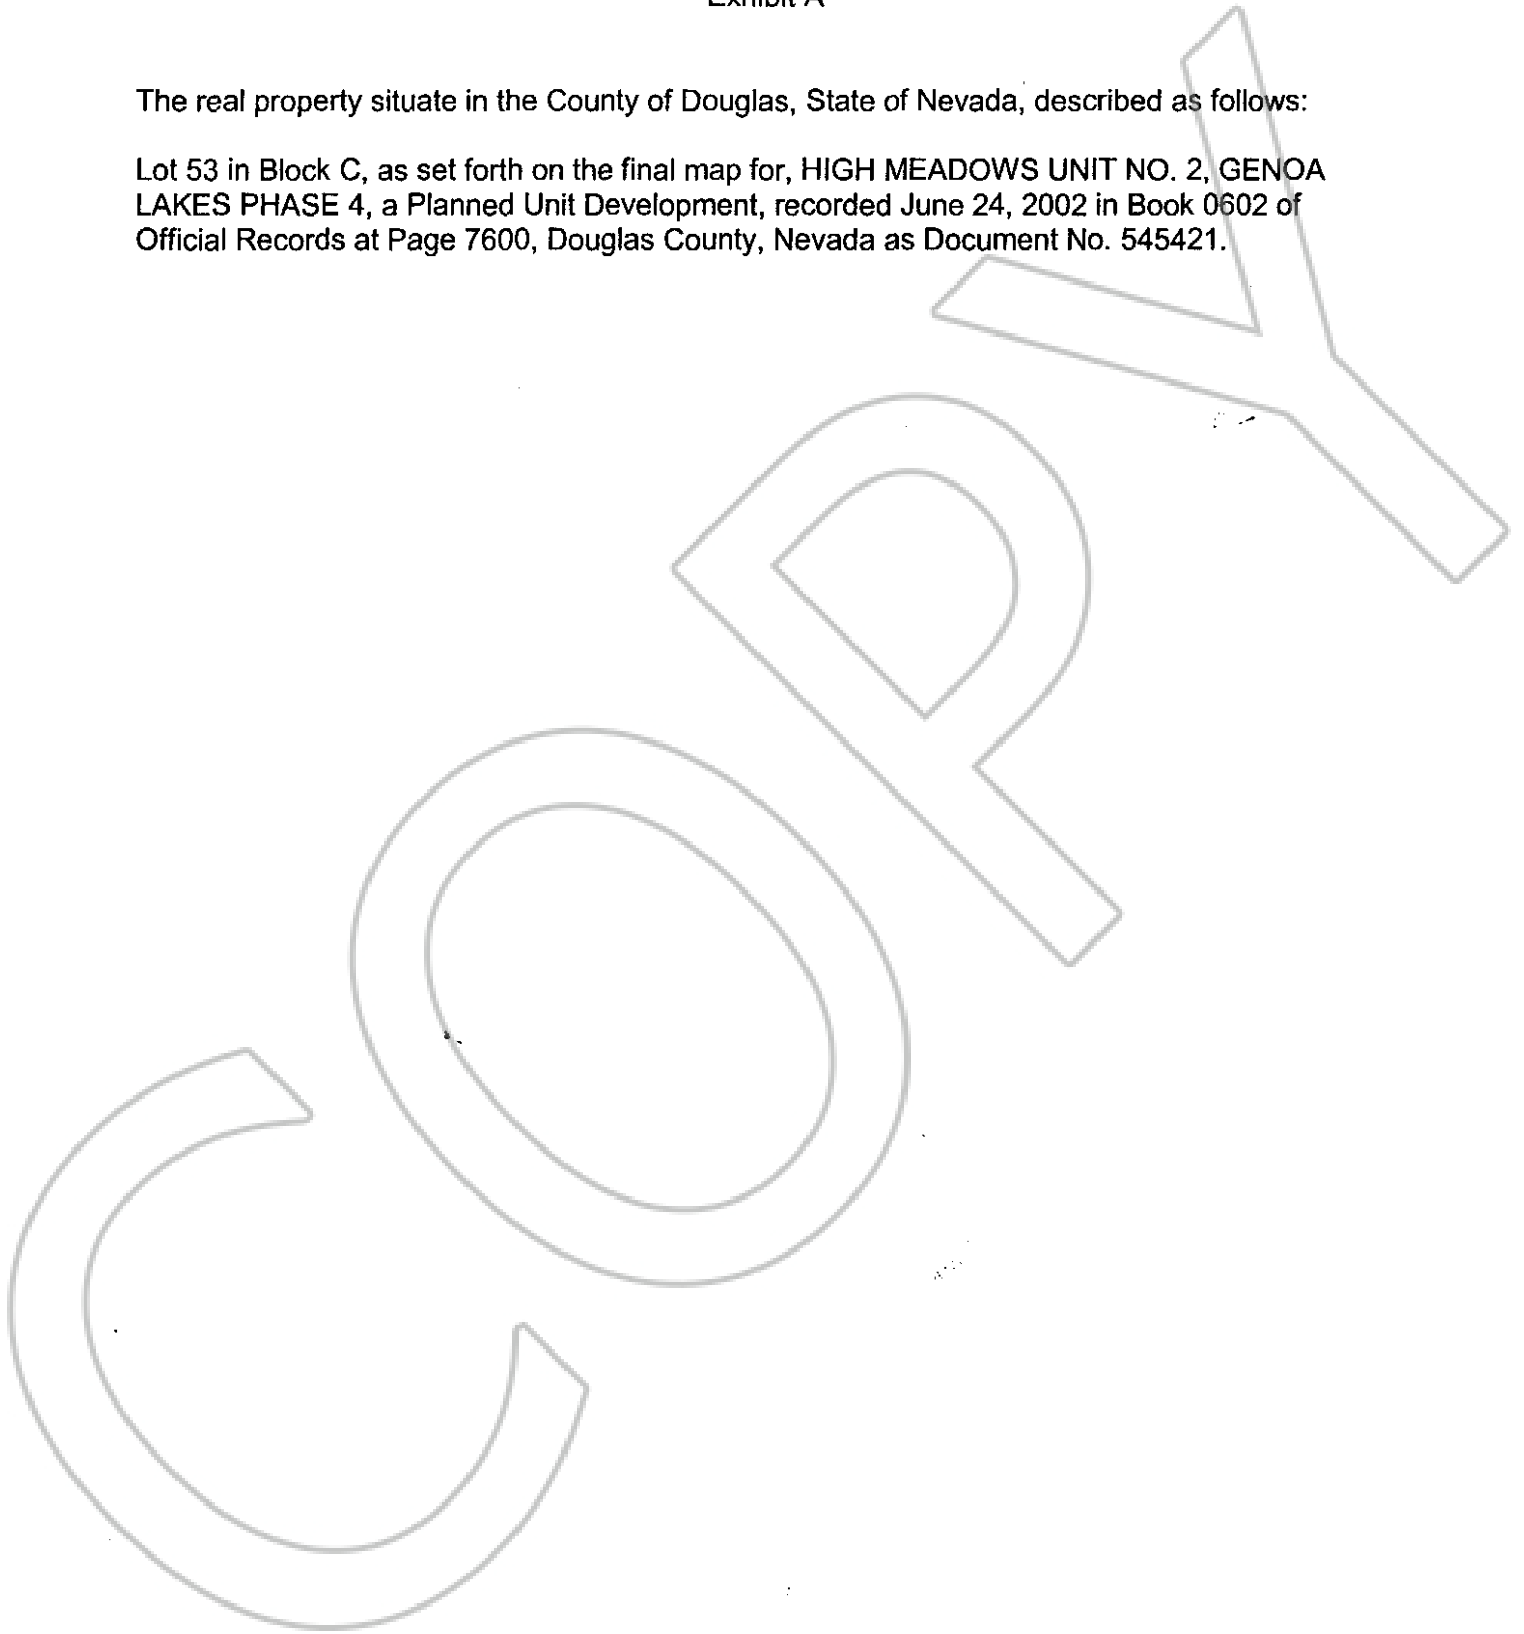 Exhibit A
The real property situate in the County of Douglas, State of Nevada, described as follows:
Lot 53 in Block C, as set forth on the final map for, HIGH MEADOWS UNIT NO. 2, GENOA
LAKES PHASE 4, a Planned Unit Development, recorded June 24, 2002 in Book 0602 of
Official Records at Page 7600, Douglas County, Nevada as Document No. 545421.
COPY